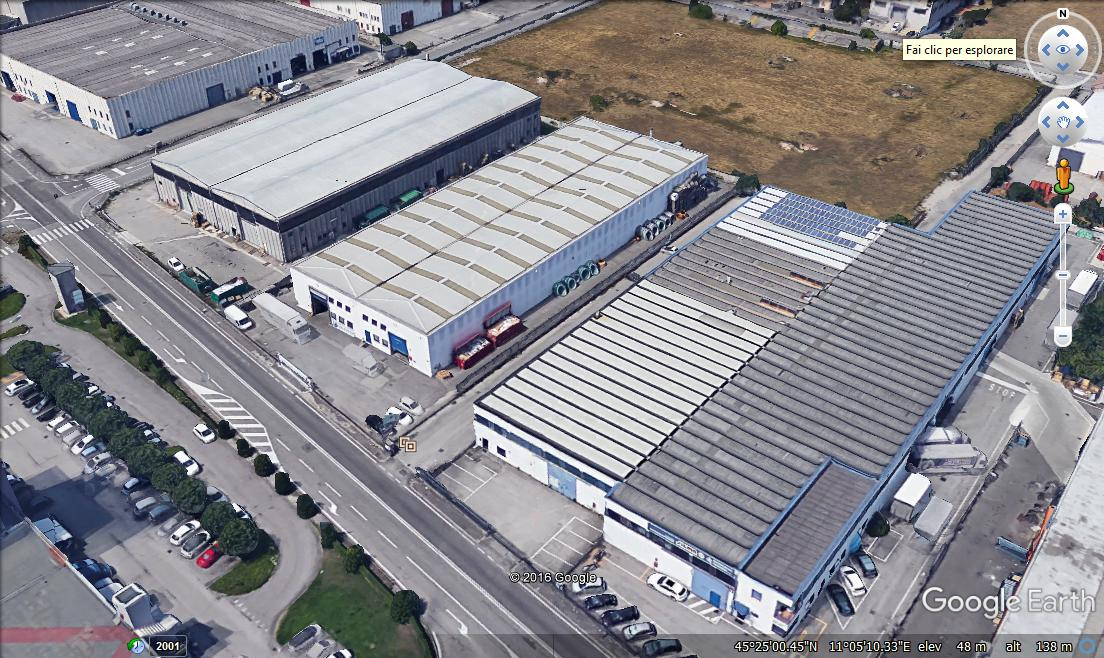 N
Fai clic per esplorare
STOP
© 2016 Google
Google Earth
2001
45°25'00.45"N 11°05'10.33"E elev 48 m alt 138 m